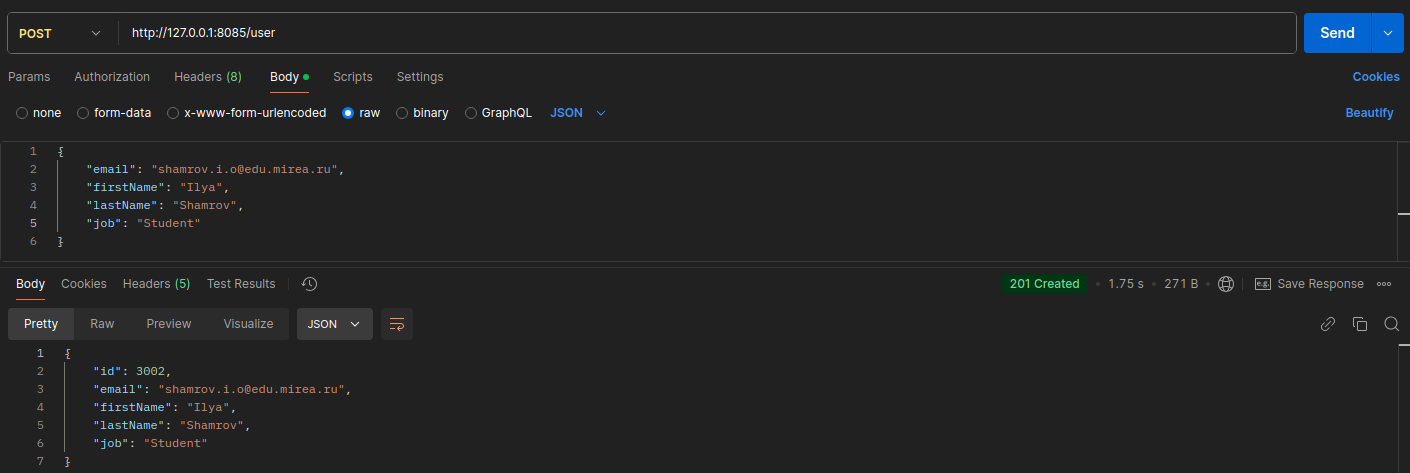 POST http://127.0.0.1:8085/user Send
Params Authorization Headers (8) Body Scripts Settings Cookies
none form-data x-www-form-urlencoded raw binary GraphQL JSON Beautify
1 {
2 "email": "shamrov.i.o@edu.mirea.ru",
3 "firstName": "Ilya",
4 "lastName": "Shamrov",
5 "job": "Student"
6 }
Body Cookies Headers (5) Test Results 201 Created • 1.75 s • 271 B • e.g. Save Response
Pretty Raw Preview Visualize JSON
1 {
2 "id": 3002,
3 "email": "shamrov.i.o@edu.mirea.ru",
4 "firstName": "Ilya",
5 "lastName": "Shamrov",
6 "job": "Student"
7 }